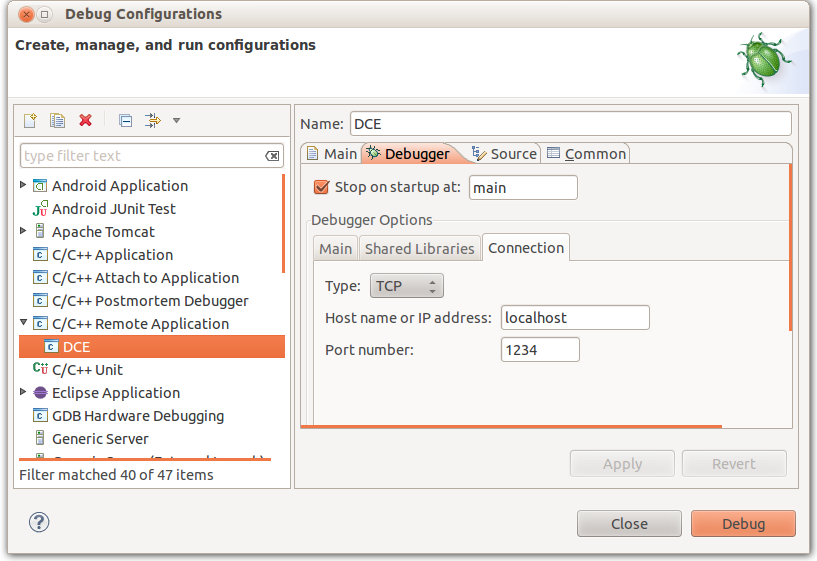 Debug Configurations
Create, manage, and run configurations
type filter text
Android Application
Android JUnit Test
Apache Tomcat
C/C++ Application
C/C++ Attach to Application
C/C++ Postmortem Debugger
C/C++ Remote Application
DCE
C/C++ Unit
Eclipse Application
GDB Hardware Debugging
Generic Server
Filter matched 40 of 47 items
Name: DCE
Main Debugger Source Common
Stop on startup at: main
Debugger Options
Main Shared Libraries Connection
Type: TCP
Host name or IP address: localhost
Port number: 1234
Apply Revert
? Close Debug